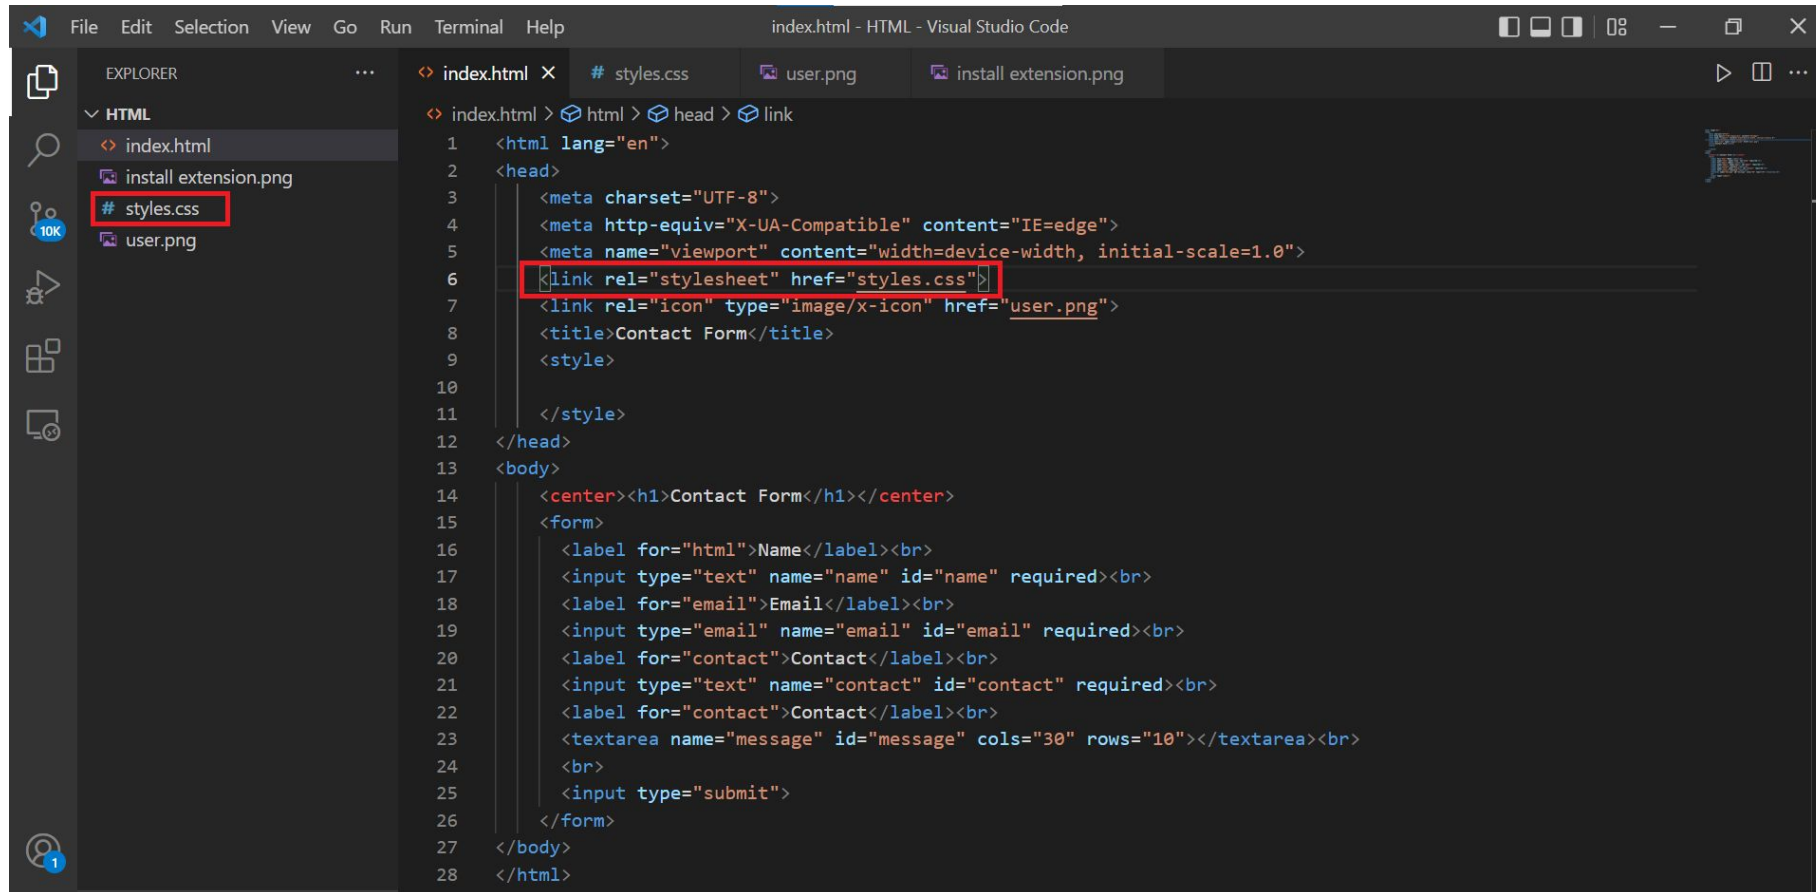 File Edit Selection View Go Run Terminal Help index.html - HTML - Visual Studio Code
EXPLORER ···
HTML
index.html
install extension.png
# styles.css
user.png
10K
1
index.html # styles.css user.png install extension.png
index.html > html > head > link
1 <html lang="en">
2 <head>
3 <meta charset="UTF-8">
4 <meta http-equiv="X-UA-Compatible" content="IE=edge">
5 <meta name="viewport" content="width=device-width, initial-scale=1.0">
6 <link rel="stylesheet" href="styles.css">
7 <link rel="icon" type="image/x-icon" href="user.png">
8 <title>Contact Form</title>
9 <style>
10
11 </style>
12 </head>
13 <body>
14 <center><h1>Contact Form</h1></center>
15 <form>
16 <label for="html">Name</label><br>
17 <input type="text" name="name" id="name" required><br>
18 <label for="email">Email</label><br>
19 <input type="email" name="email" id="email" required><br>
20 <label for="contact">Contact</label><br>
21 <input type="text" name="contact" id="contact" required><br>
22 <label for="contact">Contact</label><br>
23 <textarea name="message" id="message" cols="30" rows="10"></textarea><br>
24 <br>
25 <input type="submit">
26 </form>
27 </body>
28 </html>